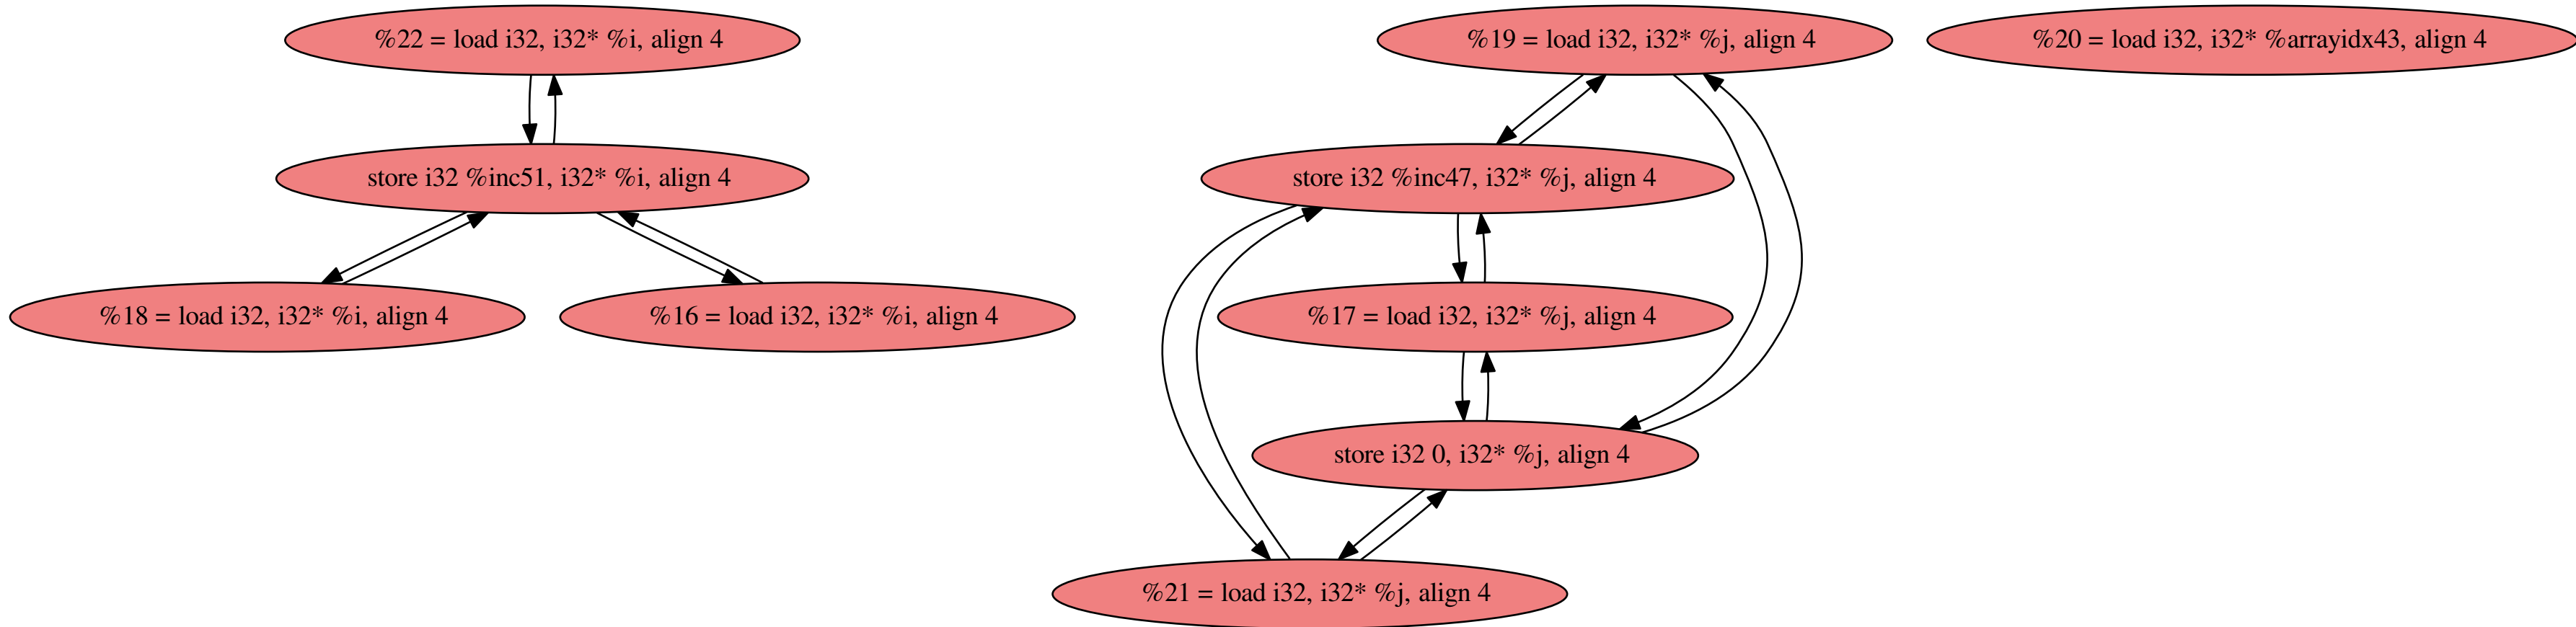 %22 = load i32, i32* %i, align 4
%19 = load i32, i32* %j, align 4
%20 = load i32, i32* %arrayidx43, align 4
store i32 %inc51, i32* %i, align 4
store i32 %inc47, i32* %j, align 4
%18 = load i32, i32* %i, align 4
%16 = load i32, i32* %i, align 4
%17 = load i32, i32* %j, align 4
store i32 0, i32* %j, align 4
%21 = load i32, i32* %j, align 4